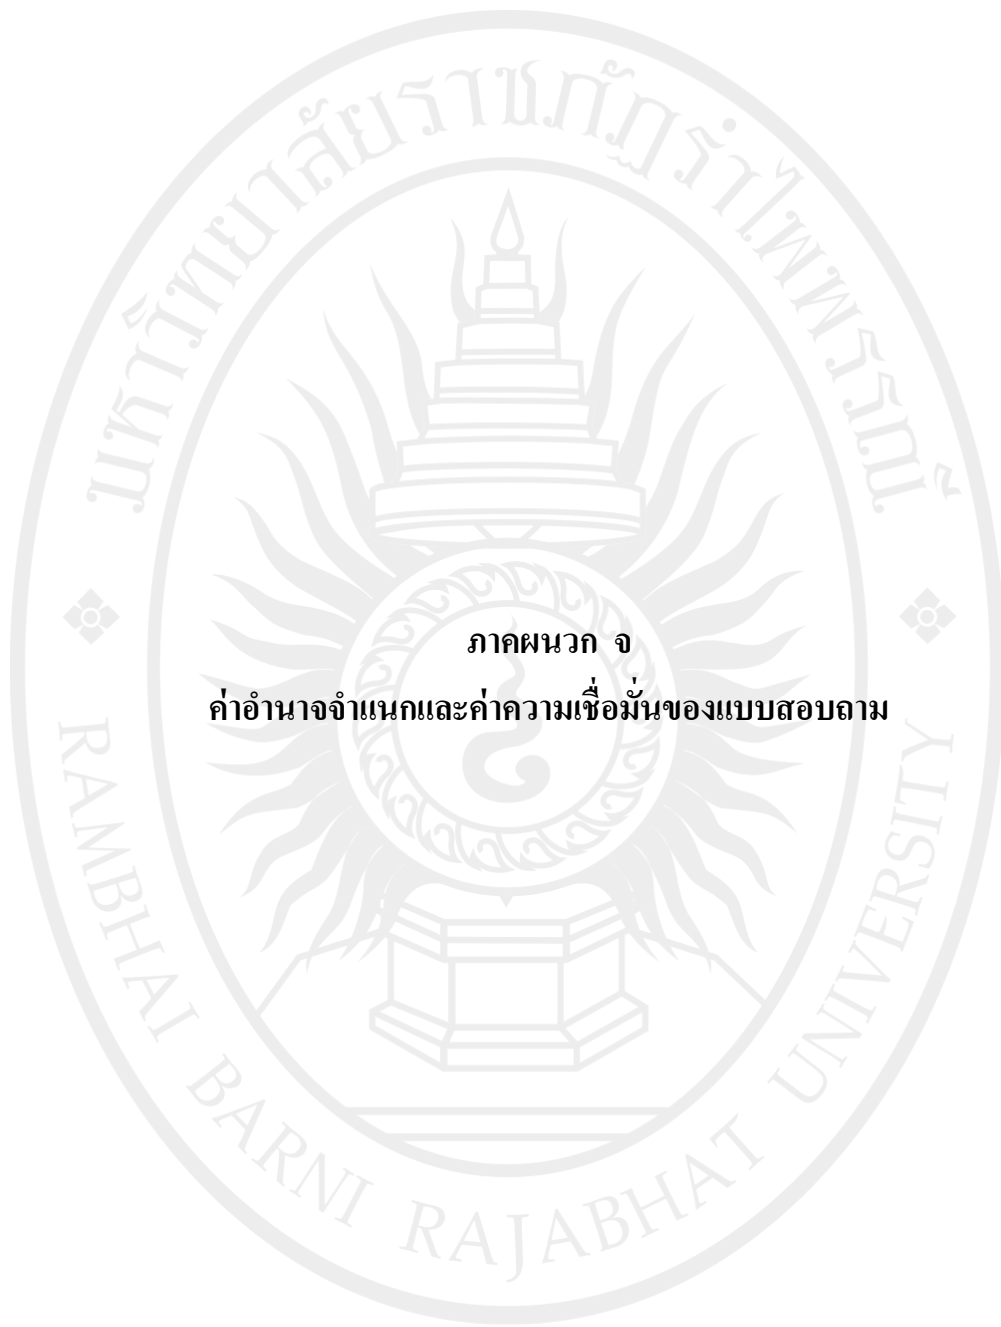 มหาวิทยาลัยราชภัฏรำไพพรรณี
ภาคผนวก จ
ค่าอำนาจจำแนกและค่าความเชื่อมั่นของแบบสอบถาม
RAMBHAI BARNI RAJABHAT UNIVERSITY